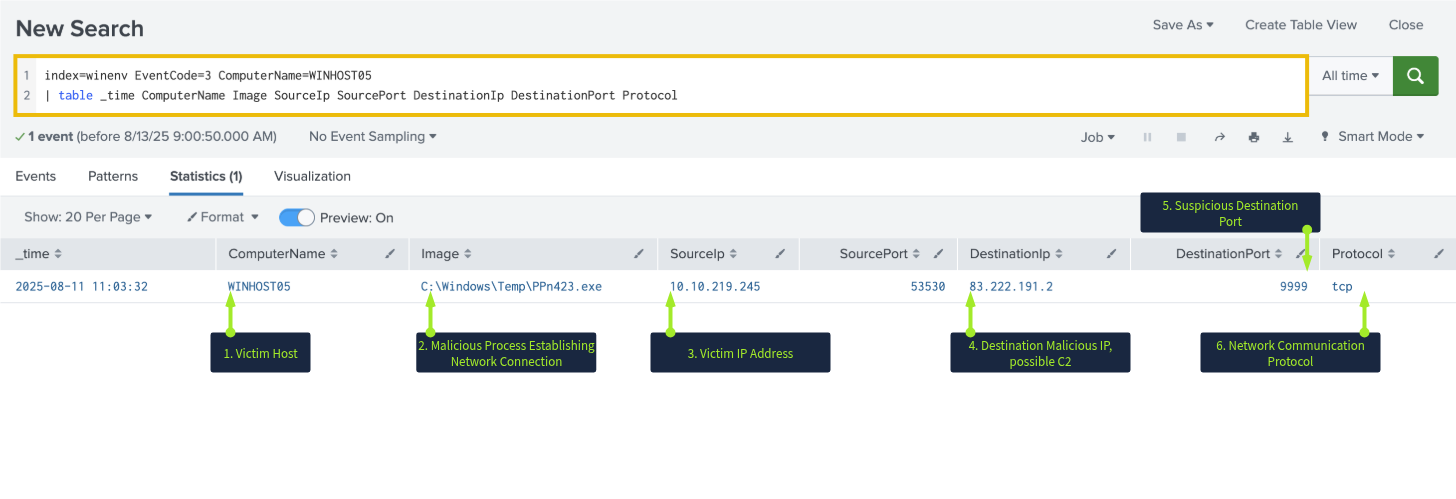 New Search
Save As Create Table View Close
1 index=winenv EventCode=3 ComputerName=WINHOST05
2 | table _time ComputerName Image SourceIp SourcePort DestinationIp DestinationPort Protocol
All time
1 event (before 8/13/25 9:00:50.000 AM) No Event Sampling
Job Smart Mode
Events Patterns Statistics (1) Visualization
Show: 20 Per Page Format Preview: On
5. Suspicious Destination
Port
_time ComputerName Image SourceIp SourcePort DestinationIp DestinationPort Protocol
2025-08-11 11:03:32 WINHOST05 C:\Windows\Temp\PPn423.exe 10.10.219.245 53530 83.222.191.2 9999 tcp
1. Victim Host
2. Malicious Process Establishing
Network Connection
3. Victim IP Address
4. Destination Malicious IP,
possible C2
6. Network Communication
Protocol